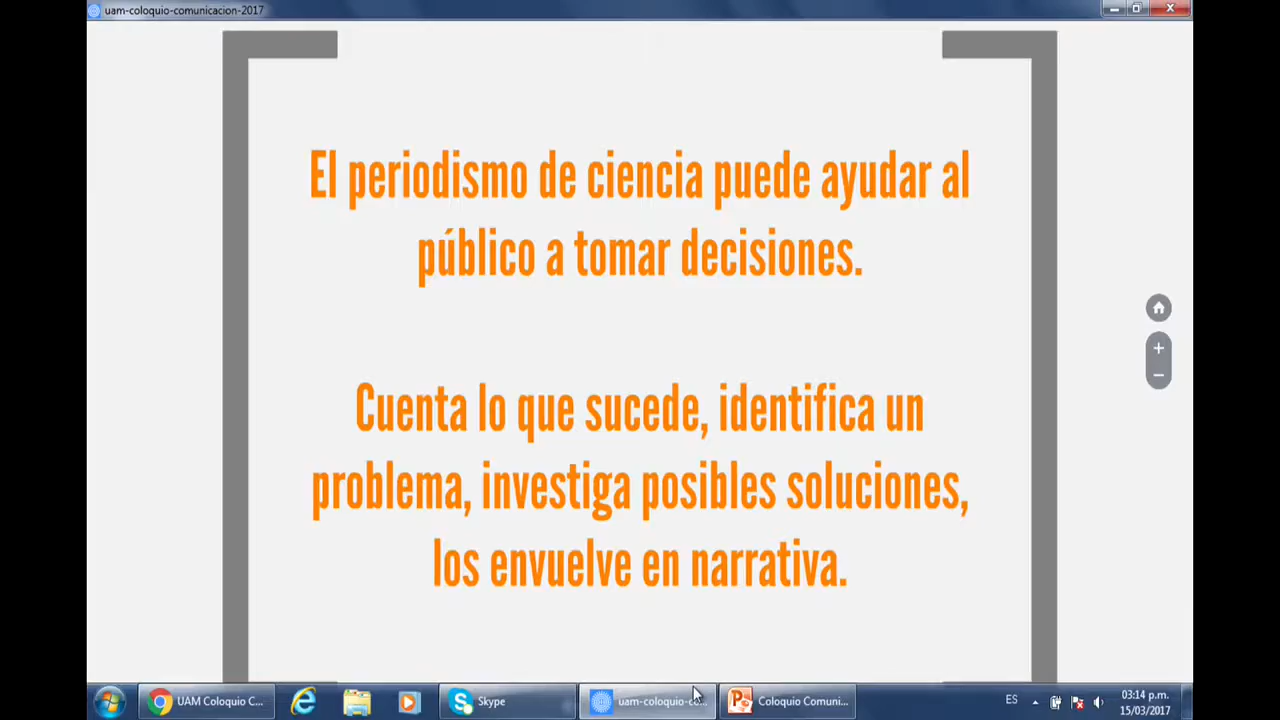 uam-coloquio-comunicacion-2017
El periodismo de ciencia puede ayudar al
público a tomar decisiones.
Cuenta lo que sucede, identifica un
problema, investiga posibles soluciones,
los envuelve en narrativa.
UAM Coloquio C...
Skype
uam-coloquio-co...
Coloquio Comuni...
ES
03:14 p.m.
15/03/2017